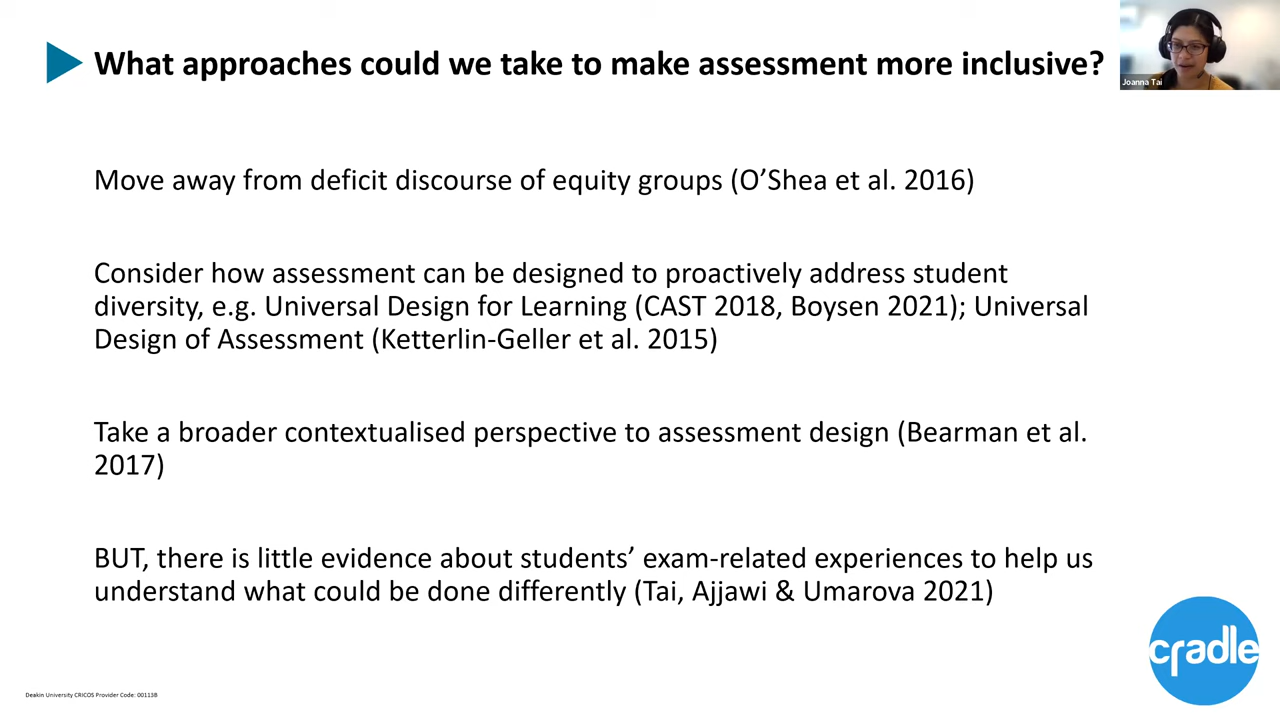 What approaches could we take to make assessment more inclusive?
Joanna Tai
Move away from deficit discourse of equity groups (O’Shea et al. 2016)
Consider how assessment can be designed to proactively address student
diversity, e.g. Universal Design for Learning (CAST 2018, Boysen 2021); Universal
Design of Assessment (Ketterlin-Geller et al. 2015)
Take a broader contextualised perspective to assessment design (Bearman et al.
2017)
BUT, there is little evidence about students’ exam-related experiences to help us
understand what could be done differently (Tai, Ajjawi & Umarova 2021)
cradle
Deakin University CRICOS Provider Code: 00113B